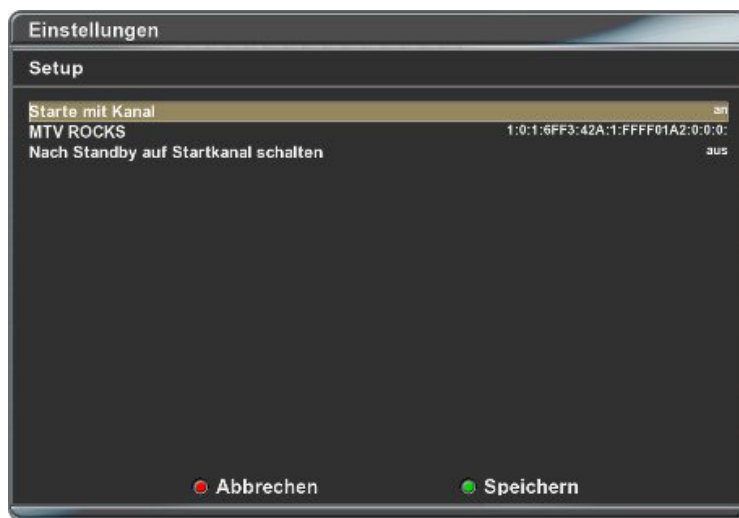 Einstellungen
Setup
Starte mit Kanal an
MTV ROCKS 1:0:1:6FF3:42A:1:FFFF01A2:0:0:0:
Nach Standby auf Startkanal schalten aus
Abbrechen Speichern